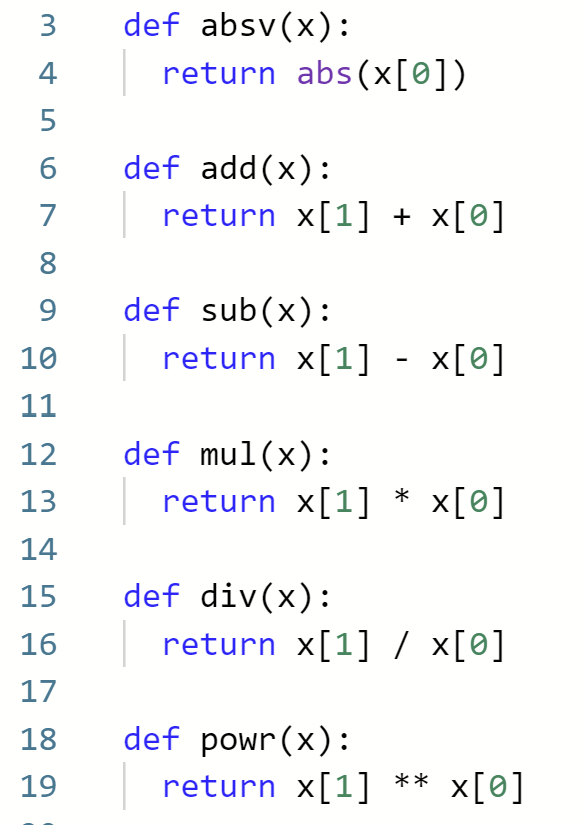 3 def absv(x):
4 return abs(x[0])
5
6 def add(x):
7 return x[1] + x[0]
8
9 def sub(x):
10 return x[1] - x[0]
11
12 def mul(x):
13 return x[1] * x[0]
14
15 def div(x):
16 return x[1] / x[0]
17
18 def powr(x):
19 return x[1] ** x[0]